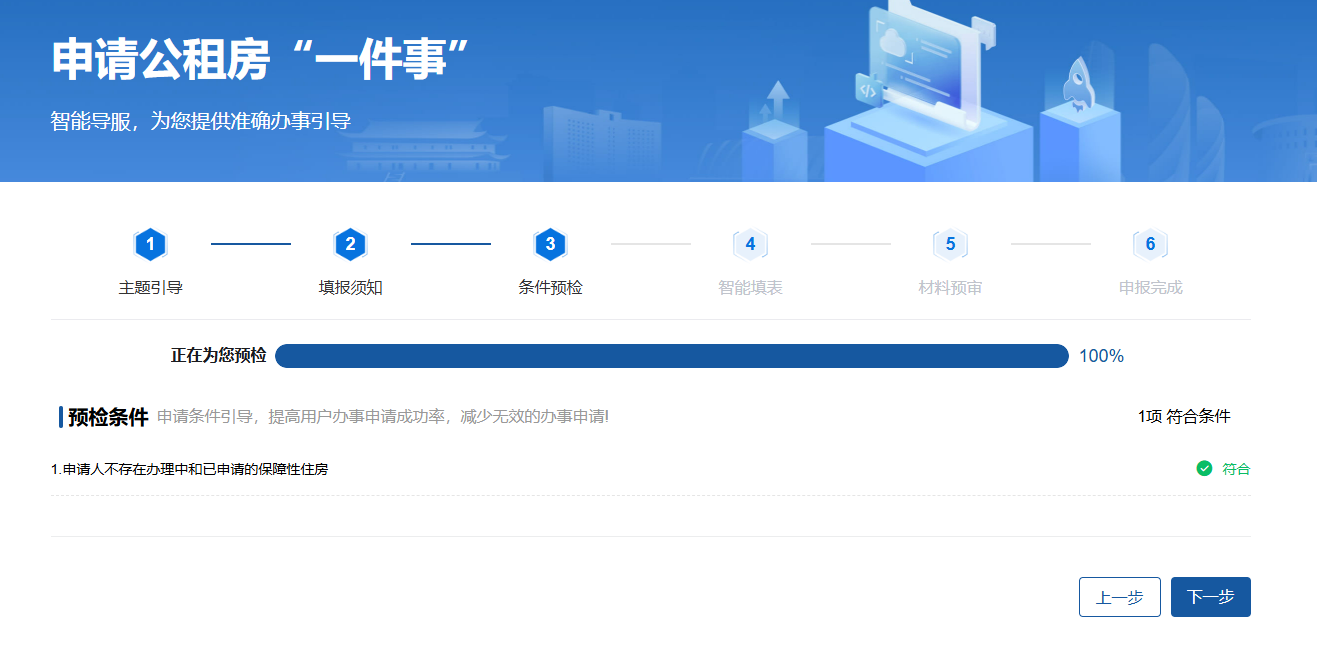 申请公租房“一件事”
智能导服，为您提供准确办事引导
1 2 3 4 5 6
主题引导 填报须知 条件预检 智能填表 材料预审 申报完成
正在为您预检 100%
预检条件 申请条件引导，提高用户办事申请成功率，减少无效的办事申请! 1项 符合条件
1.申请人不存在办理中和已申请的保障性住房 符合
上一步 下一步